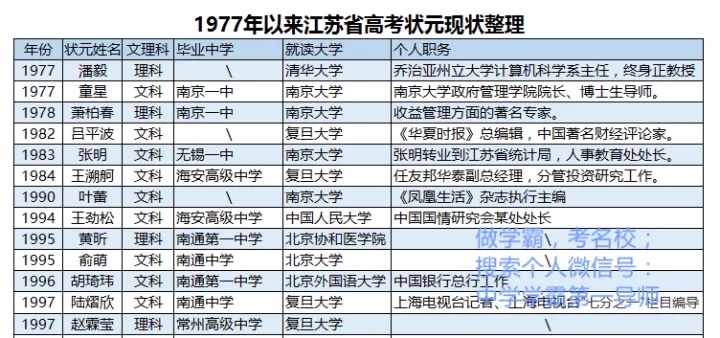 1977年以来江苏省高考状元现状整理
年份 状元姓名 文理科 毕业中学 就读大学 个人职务
1977 潘毅 理科 \ 清华大学 乔治亚州立大学计算机科学系主任，终身正教授
1977 童星 文科 南京一中 南京大学 南京大学政府管理学院院长、博士生导师。
1978 萧柏春 理科 南京一中 南京大学 收益管理方面的著名专家。
1982 吕平波 文科 \ 复旦大学 《华夏时报》总编辑，中国著名财经评论家。
1983 张明 文科 无锡一中 南京大学 张明转业到江苏省统计局，人事教育处处长。
1984 王溯舸 文科 海安高级中学 复旦大学 任友邦华泰副总经理，分管投资研究工作。
1990 叶蕾 文科 \ 南京大学 《凤凰生活》杂志执行主编
1994 王劲松 文科 海安高级中学 中国人民大学 中国国情研究会某处处长
1995 黄昕 理科 南通第一中学 北京协和医学院 \
1995 俞萌 文科 南通中学 北京大学 \
1996 胡琦玮 文科 南通第一中学 北京外国语大学 中国银行总行工作
1997 陆熠欣 文科 南通中学 复旦大学 上海电视台记者、上海电视台 七分之一 栏目编导
1997 赵霖莹 理科 常州高级中学 复旦大学 \
做学霸，考名校；
搜索个人微信号：
中学学霸第一导师